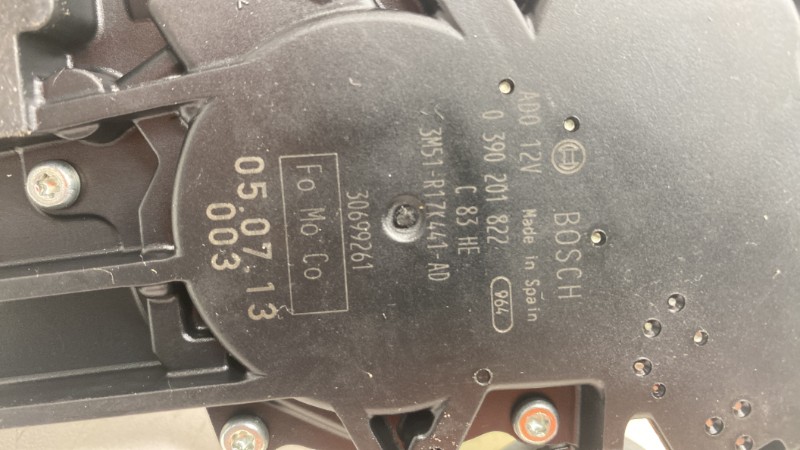 BOSCH
AD0 12V Made in Spain
0 390 201 822 964
C 83 HE
3M51-R17K441-AD
30699261
Fo Mo Co
05.07.13
003